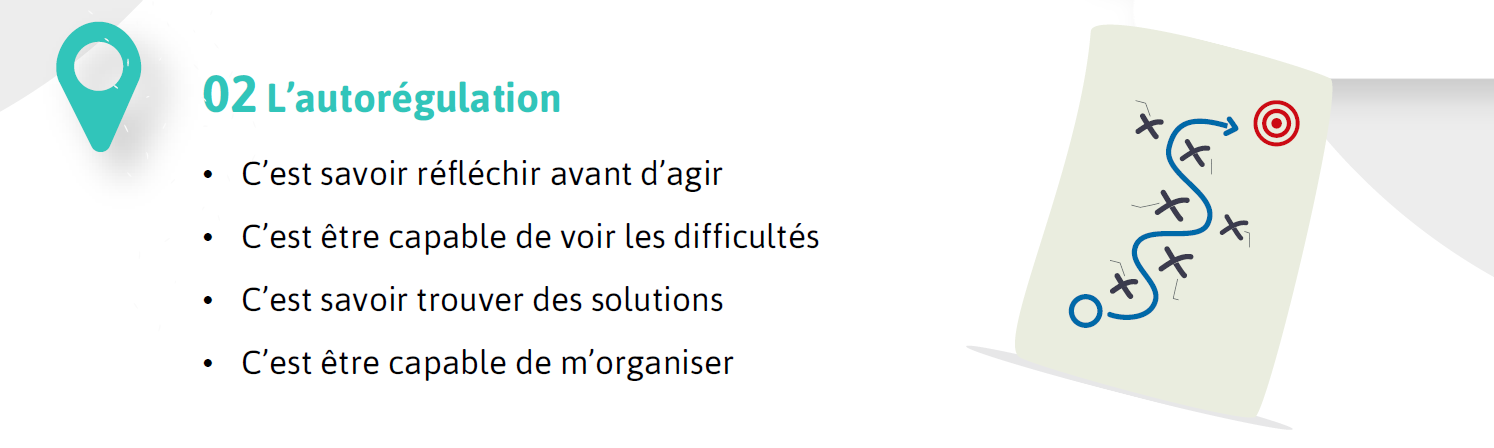 02 L’autorégulation
• C’est savoir réfléchir avant d’agir
• C’est être capable de voir les difficultés
• C’est savoir trouver des solutions
• C’est être capable de m’organiser